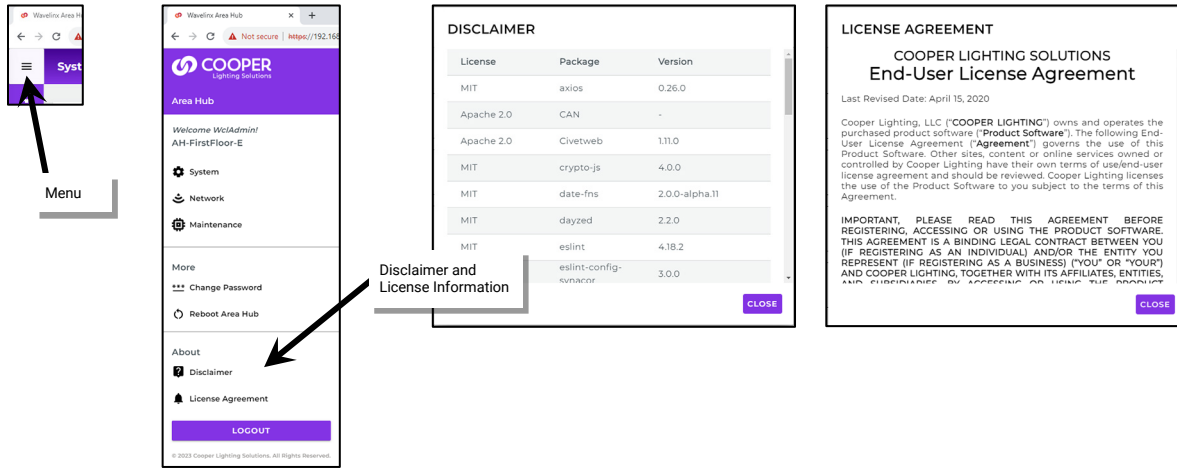 Wavelinx Area H
Syst
Menu
Wavelinx Area Hub
Not secure | https://192.168
COOPER
Lighting Solutions
Area Hub
Welcome WclAdmin!
AH-FirstFloor-E
System
Network
Maintenance
More
*** Change Password
Reboot Area Hub
About
Disclaimer
License Agreement
LOGOUT
© 2023 Cooper Lighting Solutions. All Rights Reserved.
Disclaimer and
License Information
DISCLAIMER
License Package Version
MIT axios 0.26.0
Apache 2.0 CAN -
Apache 2.0 Civetweb 1.11.0
MIT crypto-js 4.0.0
MIT date-fns 2.0.0-alpha.11
MIT dayzed 2.2.0
MIT eslint 4.18.2
eslint-config-
synacor 3.0.0
CLOSE
LICENSE AGREEMENT
COOPER LIGHTING SOLUTIONS
End-User License Agreement
Last Revised Date: April 15, 2020
Cooper Lighting, LLC (“COOPER LIGHTING”) owns and operates the
purchased product software (“Product Software”). The following End-
User License Agreement (“Agreement”) governs the use of this
Product Software. Other sites, content or online services owned or
controlled by Cooper Lighting have their own terms of use/end-user
license agreement and should be reviewed. Cooper Lighting licenses
the use of the Product Software to you subject to the terms of this
Agreement.
IMPORTANT, PLEASE READ THIS AGREEMENT BEFORE
REGISTERING, ACCESSING OR USING THE PRODUCT SOFTWARE.
THIS AGREEMENT IS A BINDING LEGAL CONTRACT BETWEEN YOU
(IF REGISTERING AS AN INDIVIDUAL) AND/OR THE ENTITY YOU
REPRESENT (IF REGISTERING AS A BUSINESS) (“YOU” OR “YOUR”)
AND COOPER LIGHTING, TOGETHER WITH ITS AFFILIATES, ENTITIES,
AND SUBSIDIARIES. BY ACCESSING OR USING THE PRODUCT
CLOSE